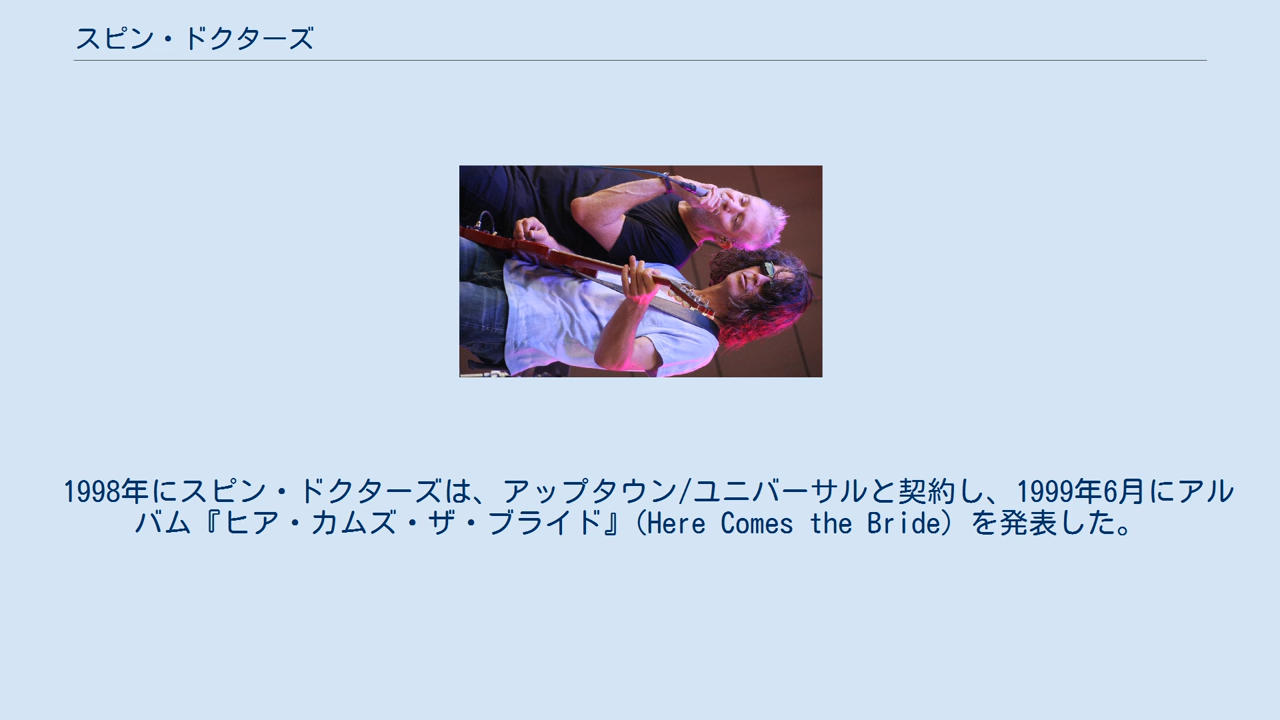 スピン・ドクターズ
1998年にスピン・ドクターズは、アップタウン/ユニバーサルと契約し、1999年6月にアル
バム『ヒア・カムズ・ザ・ブライド』(Here Comes the Bride) を発表した。